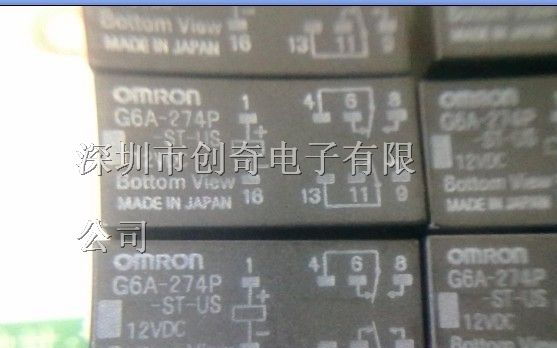 Bottom View 16 13 11 9
MADE IN JAPAN
OMRON 1 4 6 8
G6A-274P
-ST-US
12VDC
Bottom View 16 13 11 9
MADE IN JAPAN
OMRON
G6A-274P
-ST-US
12VDC
Bottom View
MADE IN JAPAN
深圳市创奇电子有限
公司
OMRON 1 4 6 8
G6A-274P
-ST-US
12VDC
OMRON
G6A-274P
-ST-US
12VDC